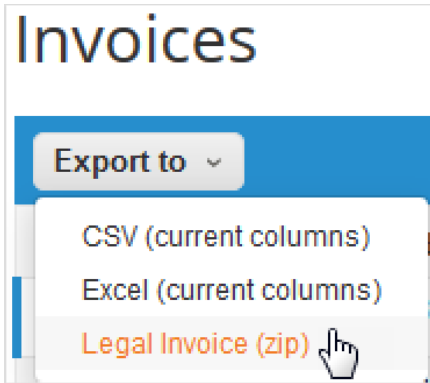 Invoices
Export to
CSV (current columns)
Excel (current columns)
Legal Invoice (zip)